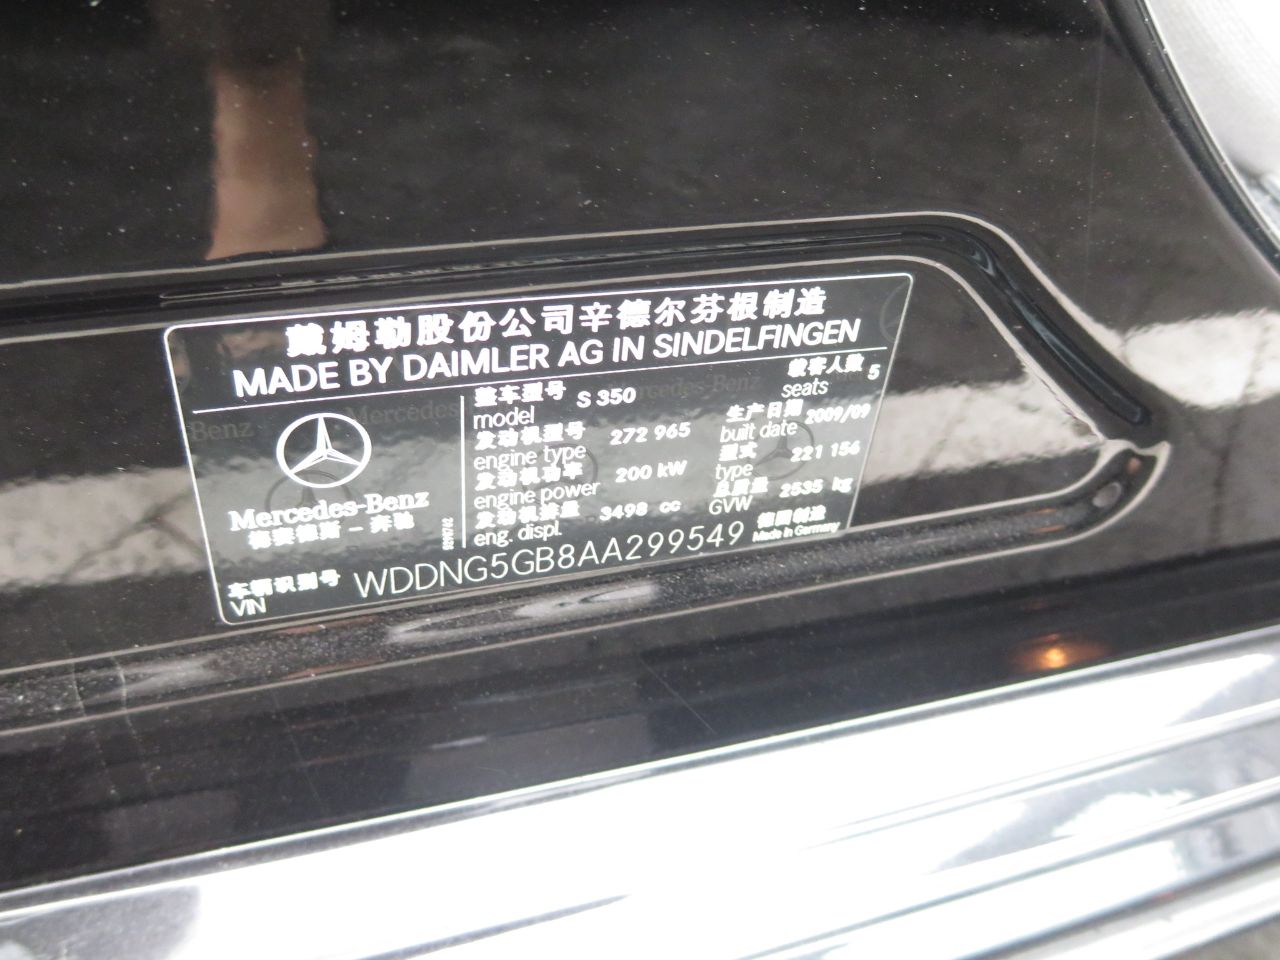 戴姆勒股份公司辛德尔芬根制造
MADE BY DAIMLER AG IN SINDELFINGEN
Mercedes-Benz
梅赛德斯－奔驰
整车型号 S 350
model
载客人数 5
seats
发动机型号 272 965
engine type
生产日期 2009/09
built date
发动机功率 200 kW
engine power
型式 221 156
type
发动机排量 3498 cc
eng. displ.
总质量 2535 kg
GVW
德国制造
Made in Germany
车辆识别号 WDDNG5GB8AA299549
VIN